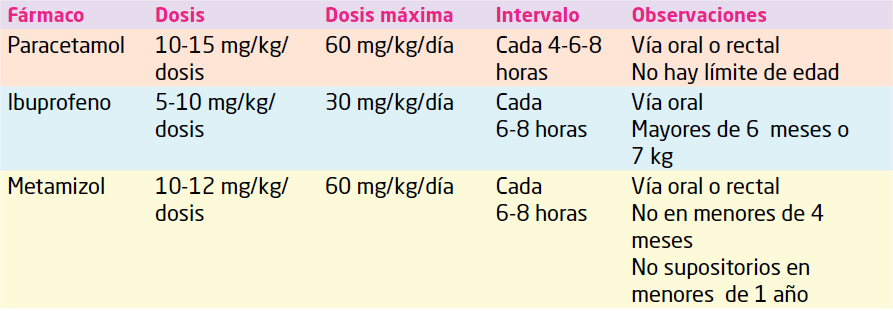 Fármaco Dosis Dosis máxima Intervalo Observaciones
Paracetamol 10-15 mg/kg/ 60 mg/kg/día Cada 4-6-8 Vía oral o rectal
dosis horas No hay límite de edad
Ibuprofeno 5-10 mg/kg/ 30 mg/kg/día Cada Vía oral
dosis 6-8 horas Mayores de 6 meses o
7 kg
Metamizol 10-12 mg/kg/ 60 mg/kg/día Cada Vía oral o rectal
dosis 6-8 horas No en menores de 4
meses
No supositorios en
menores de 1 año